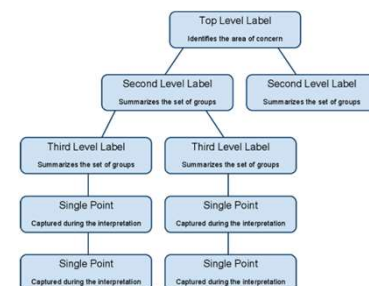 Top Level Label
Identifies the area of concern
Second Level Label
Summarizes the set of groups
Second Level Label
Summarizes the set of groups
Third Level Label
Summarizes the set of groups
Third Level Label
Summarizes the set of groups
Single Point
Captured during the interpretation
Single Point
Captured during the interpretation
Single Point
Captured during the interpretation
Single Point
Captured during the interpretation